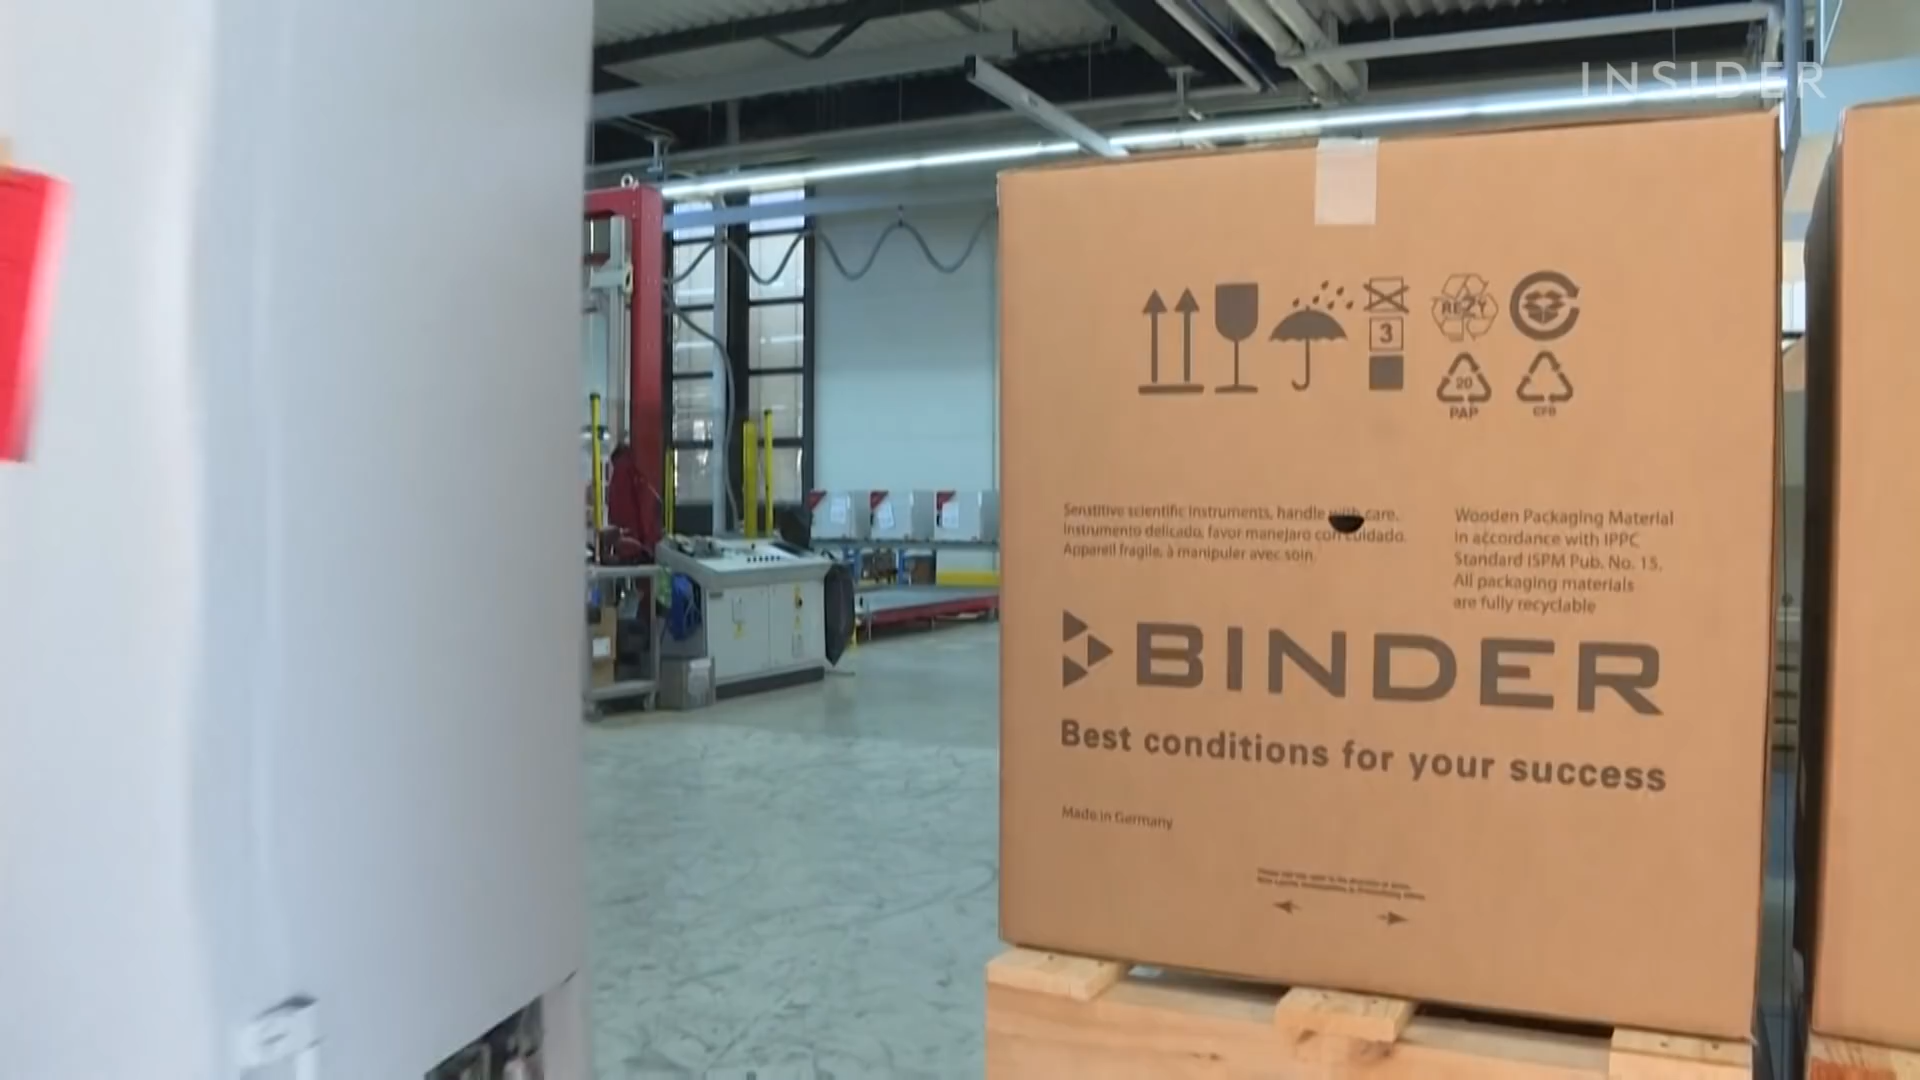 INSIDER
REZY
3
20
PAP
CFB
Sensitive scientific instruments, handle with care.
Instrumento delicado, favor manejaro con cuidado.
Appareil fragile, à manipuler avec soin.
Wooden Packaging Material
in accordance with IPPC
Standard ISPM Pub. No. 15.
All packaging materials
are fully recyclable
BINDER
Best conditions for your success
Made in Germany